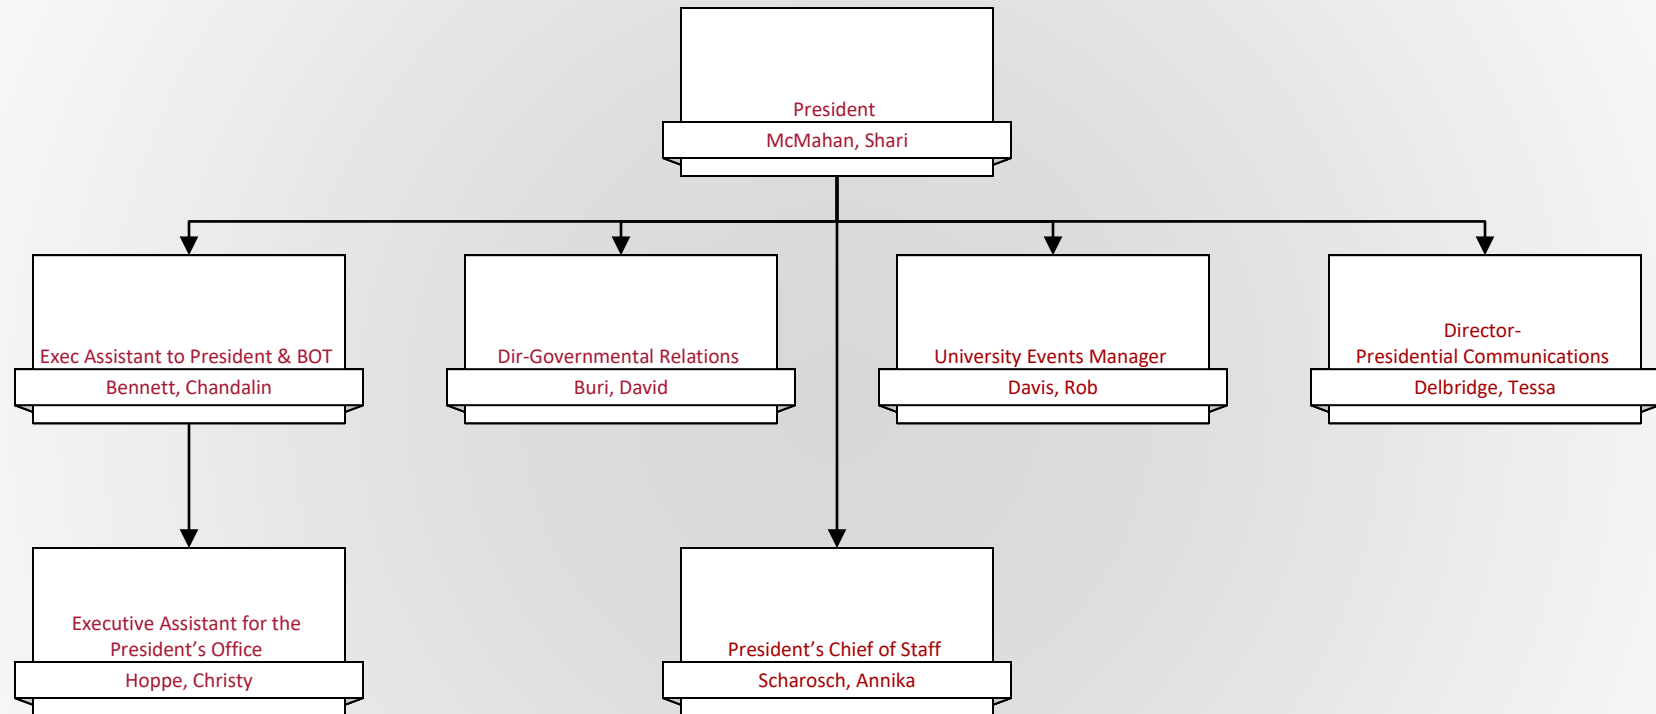 President
McMahan, Shari
Exec Assistant to President & BOT
Bennett, Chandalin
Dir-Governmental Relations
Buri, David
University Events Manager
Davis, Rob
Director-
Presidential Communications
Delbridge, Tessa
Executive Assistant for the
President’s Office
Hoppe, Christy
President’s Chief of Staff
Scharosch, Annika